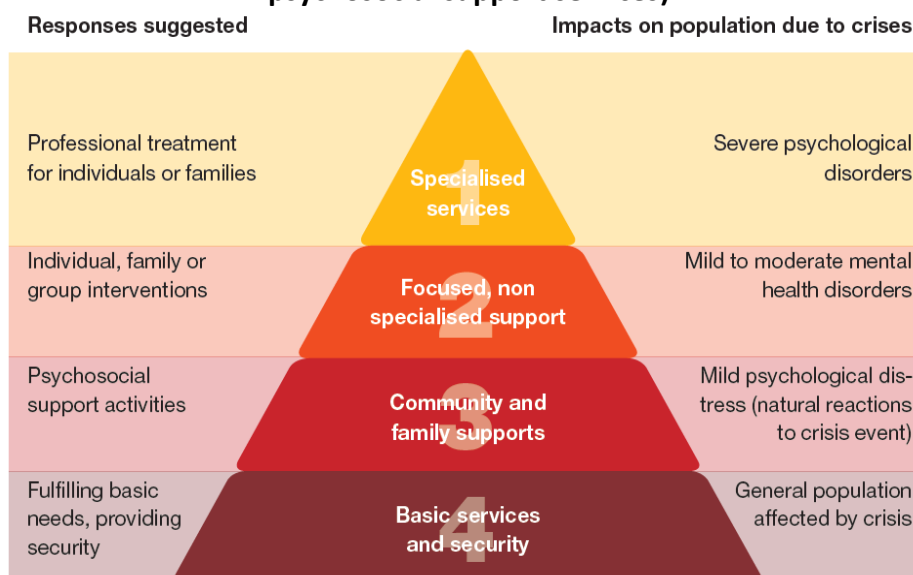 Responses suggested
Impacts on population due to crises
Professional treatment
for individuals or families
1
Specialised
services
Severe psychological
disorders
Individual, family or
group interventions
2
Focused, non
specialised support
Mild to moderate mental
health disorders
Psychosocial
support activities
3
Community and
family supports
Mild psychological dis-
tress (natural reactions
to crisis event)
Fulfilling basic
needs, providing
security
4
Basic services
and security
General population
affected by crisis